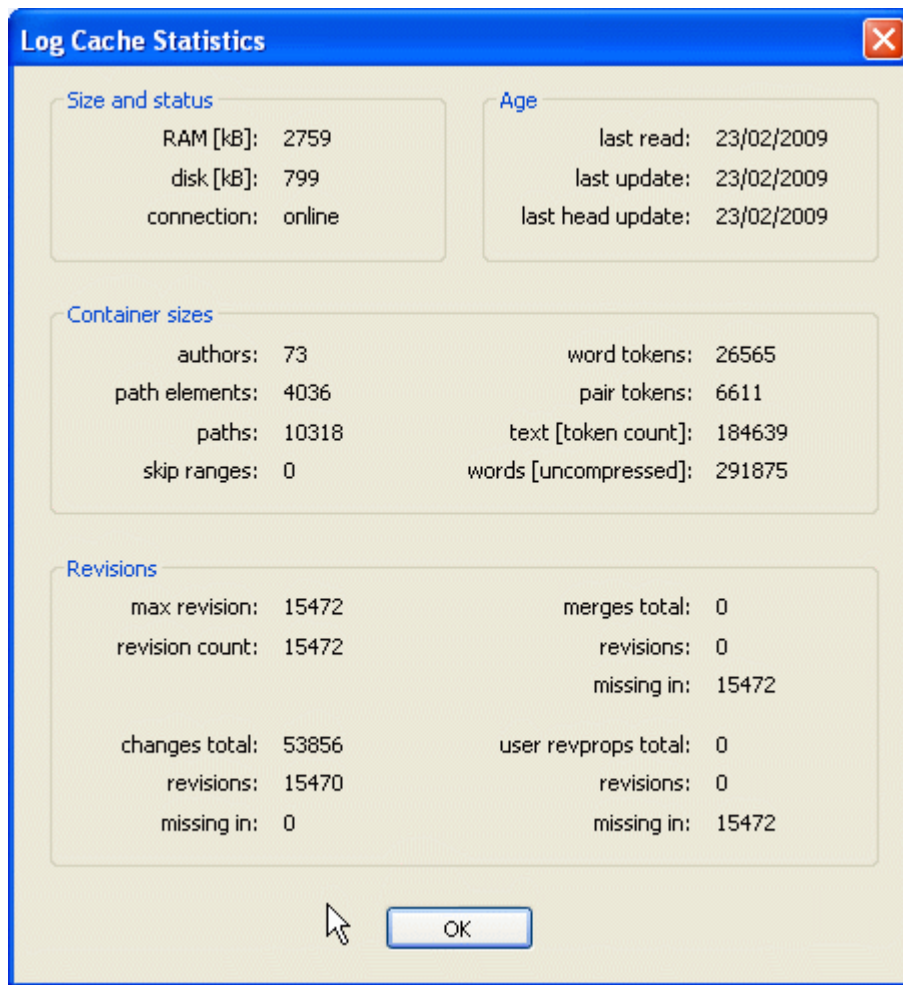 Log Cache Statistics
Size and status
RAM [kB]: 2759
disk [kB]: 799
connection: online
Age
last read: 23/02/2009
last update: 23/02/2009
last head update: 23/02/2009
Container sizes
authors: 73
path elements: 4036
paths: 10318
skip ranges: 0
word tokens: 26565
pair tokens: 6611
text [token count]: 184639
words [uncompressed]: 291875
Revisions
max revision: 15472
revision count: 15472
merges total: 0
revisions: 0
missing in: 15472
changes total: 53856
revisions: 15470
missing in: 0
user revprops total: 0
revisions: 0
missing in: 15472
OK